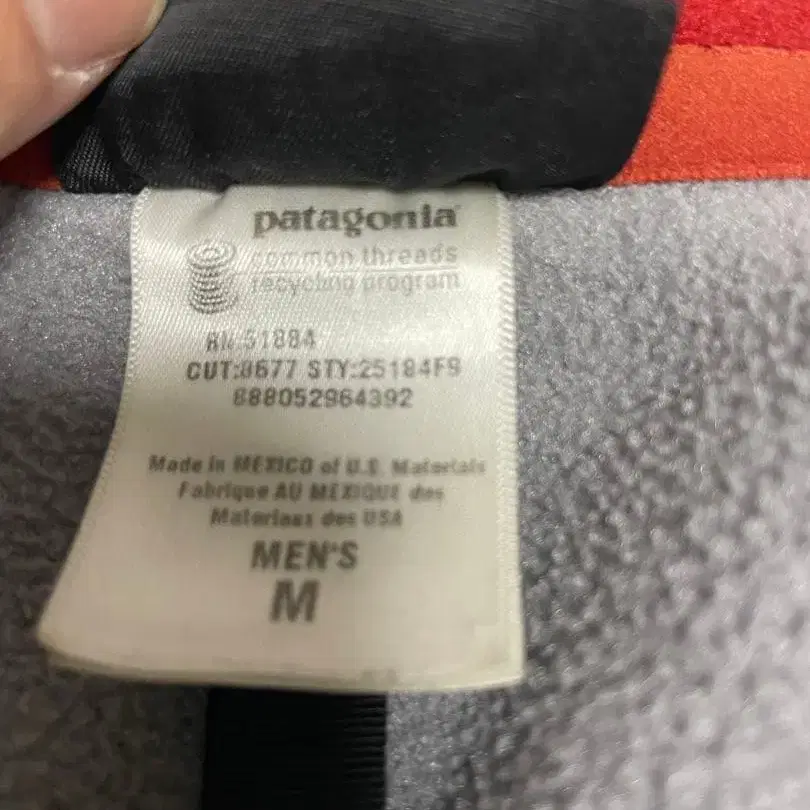 patagonia
common threads
recycling program
RN 51884
CUT:8677 STY:25184F9
888052964392
Made in MEXICO of U.S. Materials
Fabrique AU MEXIQUE des
Materiaux des USA
MEN'S
M